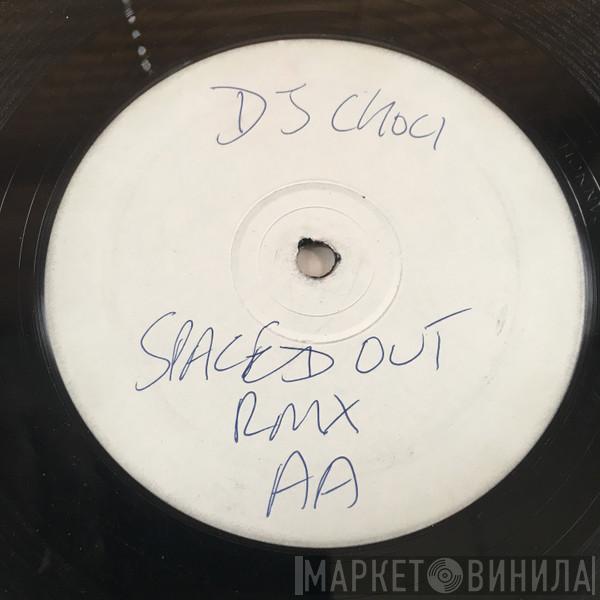 DJ CHOCI
SPACED OUT
RMX
AA
МАРКЕТ ВИНИЛА